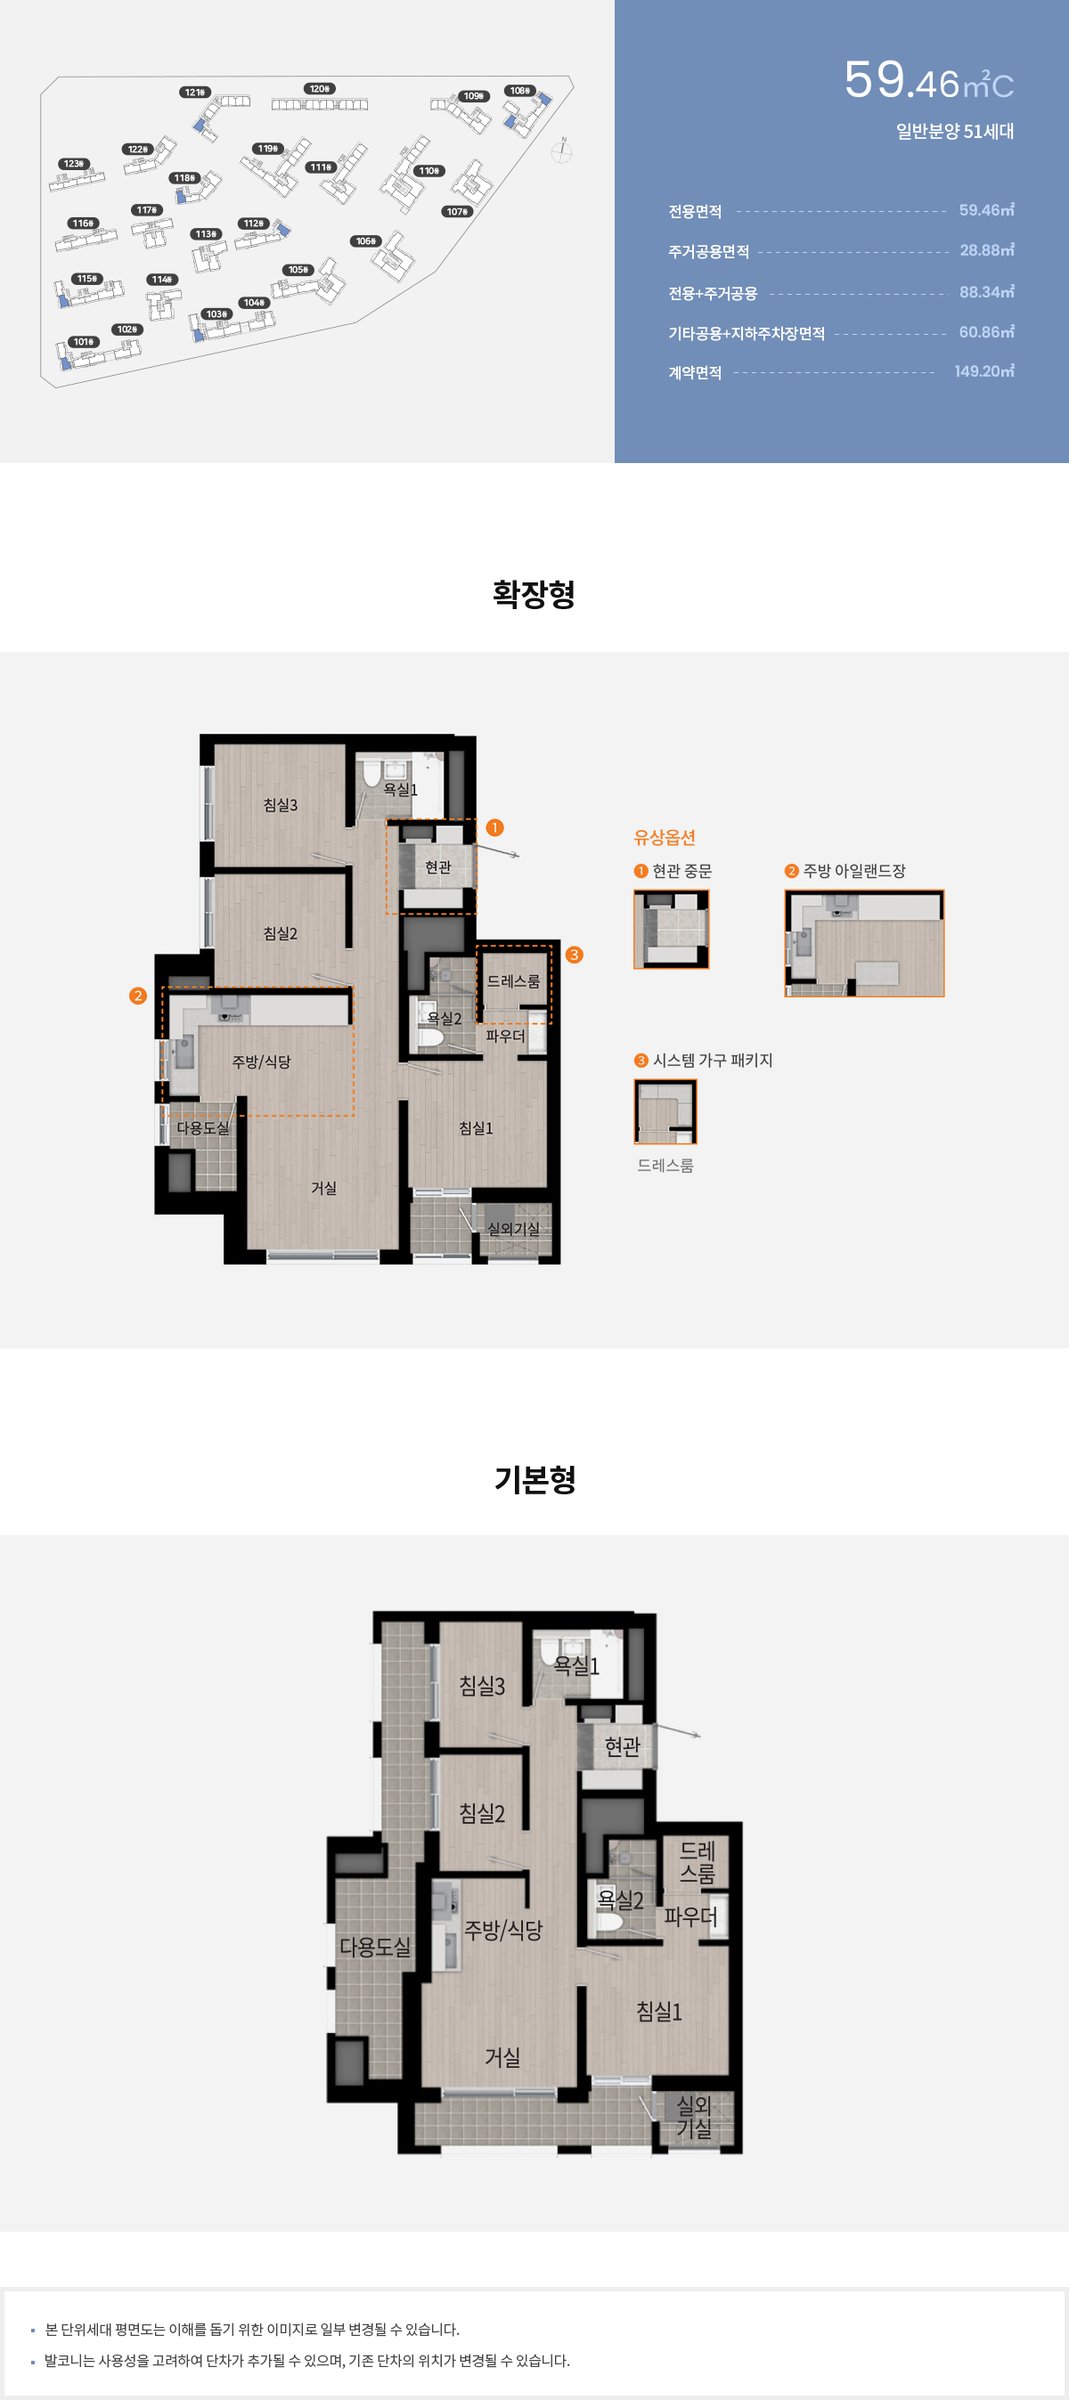 59.46㎡C
일반분양 51세대
전용면적 59.46㎡
주거공용면적 28.88㎡
전용+주거공용 88.34㎡
기타공용+지하주차장면적 60.86㎡
계약면적 149.20㎡
121동
120동
109동
108동
N
123동
122동
119동
111동
110동
118동
107동
117동
116동
113동
112동
106동
115동
114동
105동
104동
103동
102동
101동
확장형
침실3
욕실1
1
현관
침실2
3
드레스룸
2
욕실2
파우더
주방/식당
다용도실
침실1
거실
실외기실
유상옵션
1 현관 중문
2 주방 아일랜드장
3 시스템 가구 패키지
드레스룸
기본형
침실3
욕실1
현관
침실2
드레
스룸
욕실2
파우더
주방/식당
다용도실
침실1
거실
실외
기실
본 단위세대 평면도는 이해를 돕기 위한 이미지로 일부 변경될 수 있습니다.
발코니는 사용성을 고려하여 단차가 추가될 수 있으며, 기존 단차의 위치가 변경될 수 있습니다.